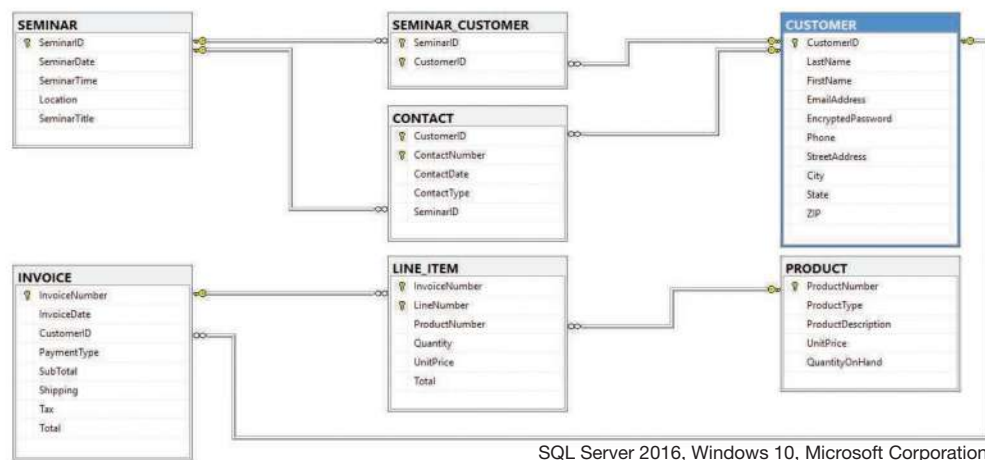 SEMINAR
SeminarID
SeminarDate
SeminarTime
Location
SeminarTitle
SEMINAR_CUSTOMER
SeminarID
CustomerID
CONTACT
CustomerID
ContactNumber
ContactDate
ContactType
SeminarID
CUSTOMER
CustomerID
LastName
FirstName
EmailAddress
EncryptedPassword
Phone
StreetAddress
City
State
ZIP
INVOICE
InvoiceNumber
InvoiceDate
CustomerID
PaymentType
SubTotal
Shipping
Tax
Total
LINE_ITEM
InvoiceNumber
LineNumber
ProductNumber
Quantity
UnitPrice
Total
PRODUCT
ProductNumber
ProductType
ProductDescription
UnitPrice
QuantityOnHand
SQL Server 2016, Windows 10, Microsoft Corporation